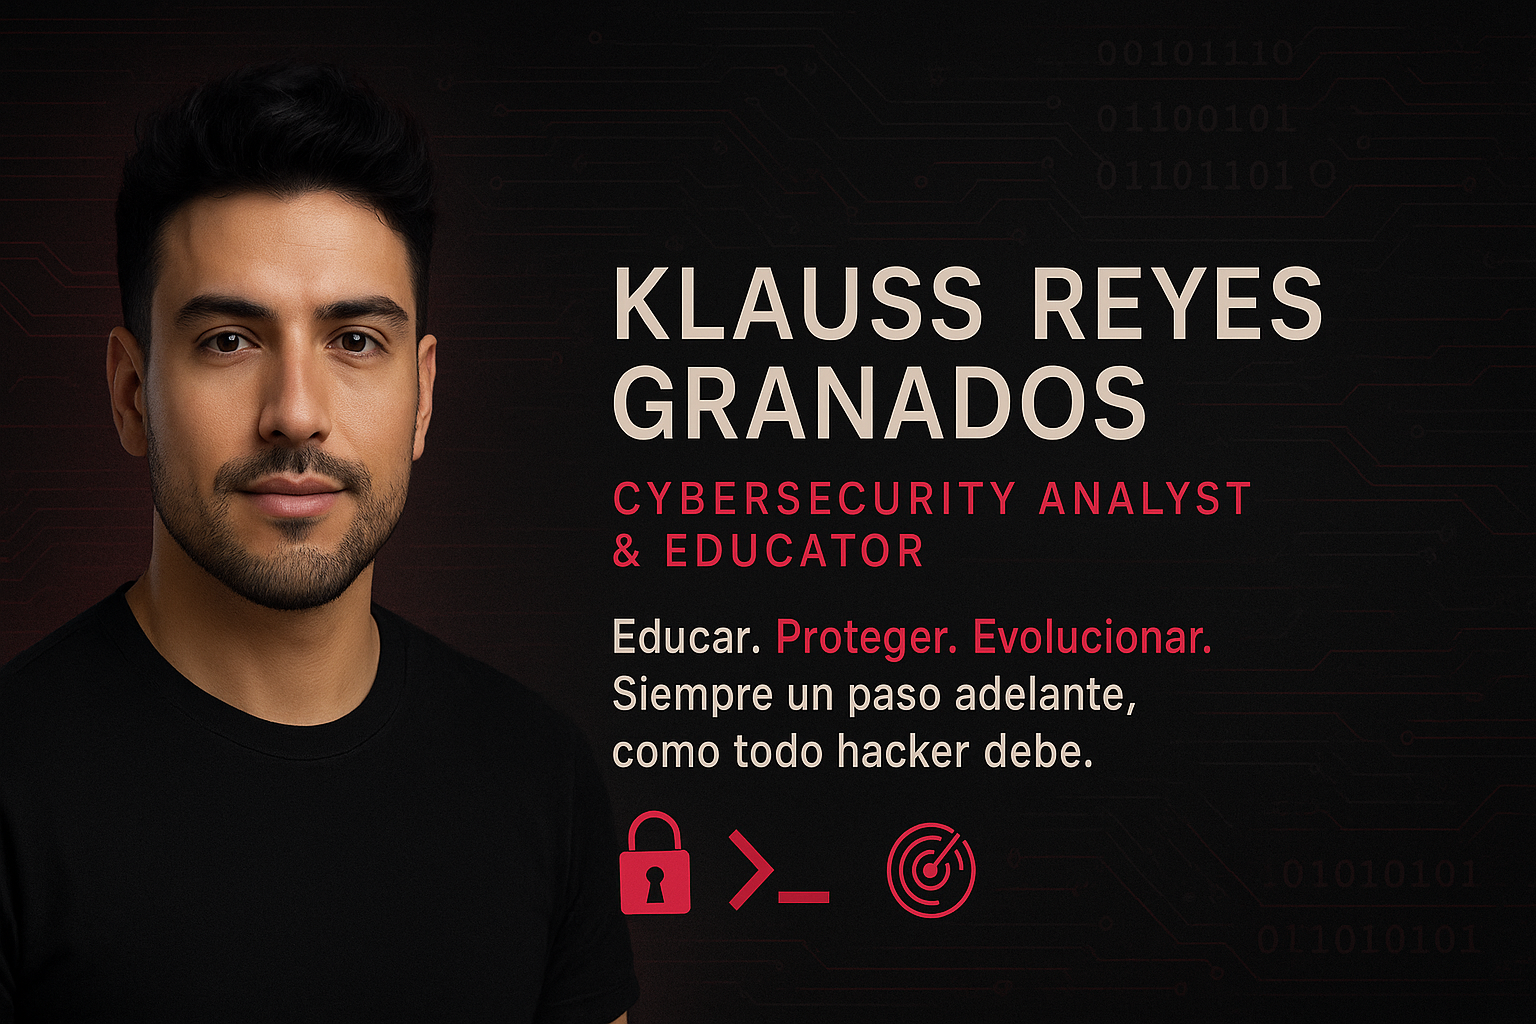 00101110
01100101
01101101 O
KLAUSS REYES
GRANADOS
CYBERSECURITY ANALYST
& EDUCATOR
Educar. Proteger. Evolucionar.
Siempre un paso adelante,
como todo hacker debe.
01010101
011010101